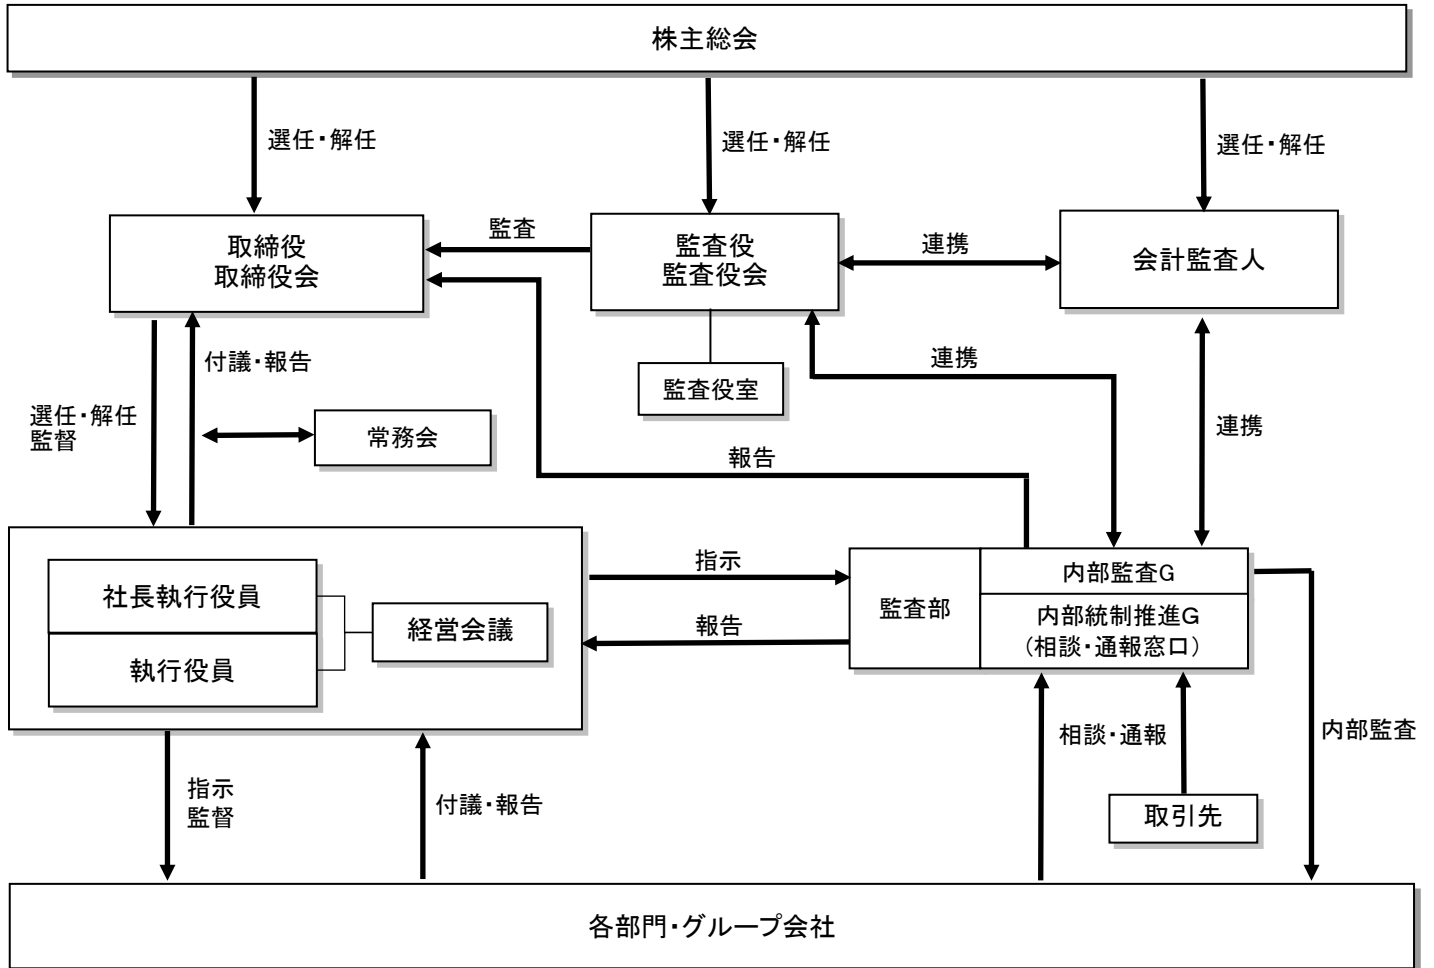 株主総会
選任・解任
選任・解任
選任・解任
取締役
取締役会
監査
監査役
監査役会
連携
会計監査人
付議・報告
連携
監査役室
選任・解任
監督
常務会
連携
報告
社長執行役員
執行役員
経営会議
指示
報告
監査部
内部監査G
内部統制推進G
（相談・通報窓口）
相談・通報
内部監査
指示
監督
付議・報告
取引先
各部門・グループ会社